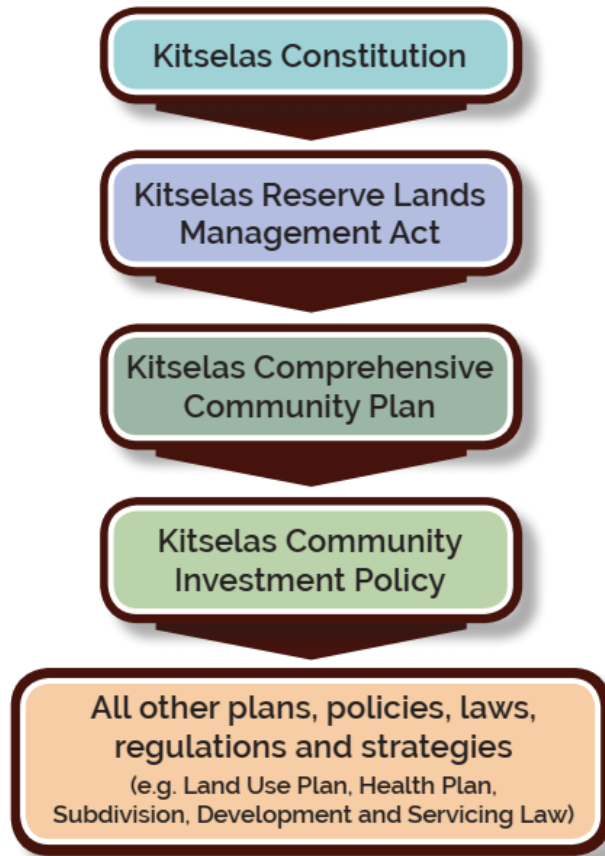 Kitselas Constitution
Kitselas Reserve Lands
Management Act
Kitselas Comprehensive
Community Plan
Kitselas Community
Investment Policy
All other plans, policies, laws,
regulations and strategies
(e.g. Land Use Plan, Health Plan,
Subdivision, Development and Servicing Law)